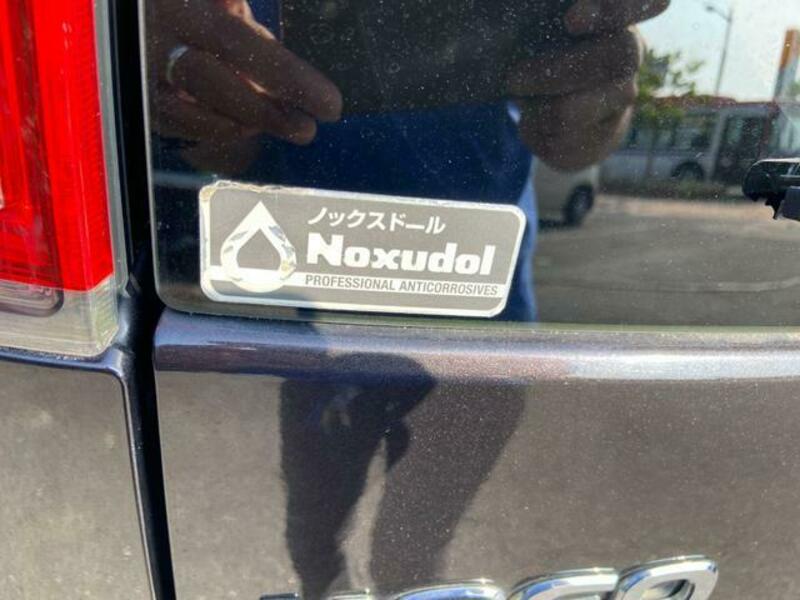 ノックスドール
Noxudol
PROFESSIONAL ANTICORROSIVES